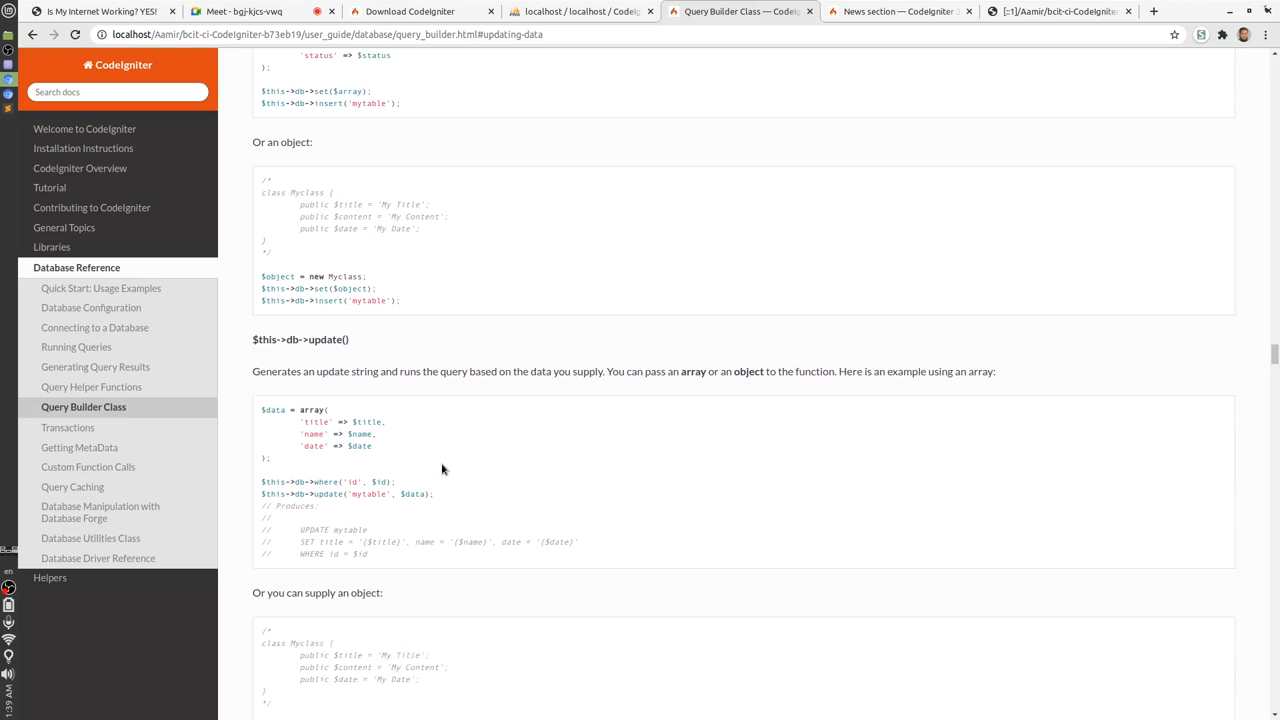 Is My Internet Working? YES!
Meet - bgj-kjcs-vwq
Download CodeIgniter
localhost / localhost / CodeIg
Query Builder Class — CodeIg
News section — CodeIgniter 3
[::1]/Aamir/bcit-ci-CodeIgnite
localhost/Aamir/bcit-ci-CodeIgniter-b73eb19/user_guide/database/query_builder.html#updating-data
CodeIgniter
Search docs
Welcome to CodeIgniter
Installation Instructions
CodeIgniter Overview
Tutorial
Contributing to CodeIgniter
General Topics
Libraries
Database Reference
Quick Start: Usage Examples
Database Configuration
Connecting to a Database
Running Queries
Generating Query Results
Query Helper Functions
Query Builder Class
Transactions
Getting MetaData
Custom Function Calls
Query Caching
Database Manipulation with
Database Forge
Database Utilities Class
Database Driver Reference
Helpers
en
1:39 AM
'status' => $status
);
$this->db->set($array);
$this->db->insert('mytable');
Or an object:
/*
class Myclass {
public $title = 'My Title';
public $content = 'My Content';
public $date = 'My Date';
}
*/
$object = new Myclass;
$this->db->set($object);
$this->db->insert('mytable');
$this->db->update()
Generates an update string and runs the query based on the data you supply. You can pass an array or an object to the function. Here is an example using an array:
$data = array(
'title' => $title,
'name' => $name,
'date' => $date
);
$this->db->where('id', $id);
$this->db->update('mytable', $data);
// Produces:
//
// UPDATE mytable
// SET title = '{$title}', name = '{$name}', date = '{$date}'
// WHERE id = $id
Or you can supply an object:
/*
class Myclass {
public $title = 'My Title';
public $content = 'My Content';
public $date = 'My Date';
}
*/